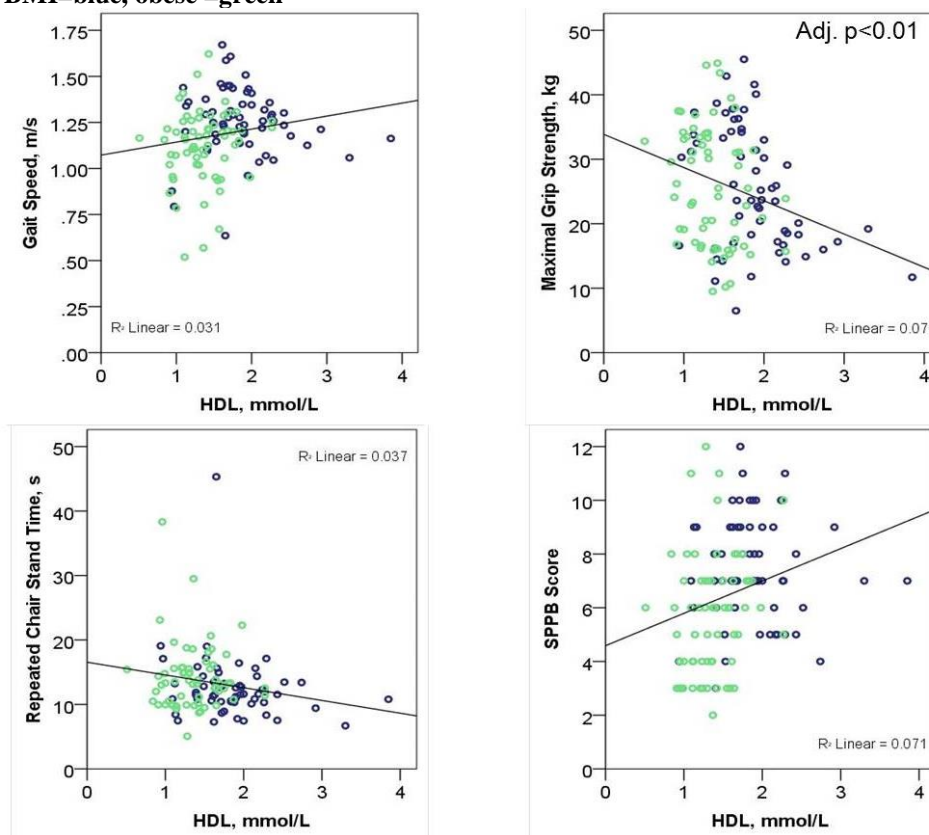 BMI=blue, obese =green
Gait Speed, m/s
1.75
1.50
1.25
1.00
.75
.50
.25
.00
R² Linear = 0.031
0 1 2 3 4
HDL, mmol/L
Adj. p<0.01
Maximal Grip Strength, kg
50
40
30
20
10
0
R² Linear = 0.07
0 1 2 3 4
HDL, mmol/L
R² Linear = 0.037
Repeated Chair Stand Time, s
50
40
30
20
10
0
0 1 2 3 4
HDL, mmol/L
SPPB Score
12
10
8
6
4
2
0
R² Linear = 0.071
0 1 2 3 4
HDL, mmol/L